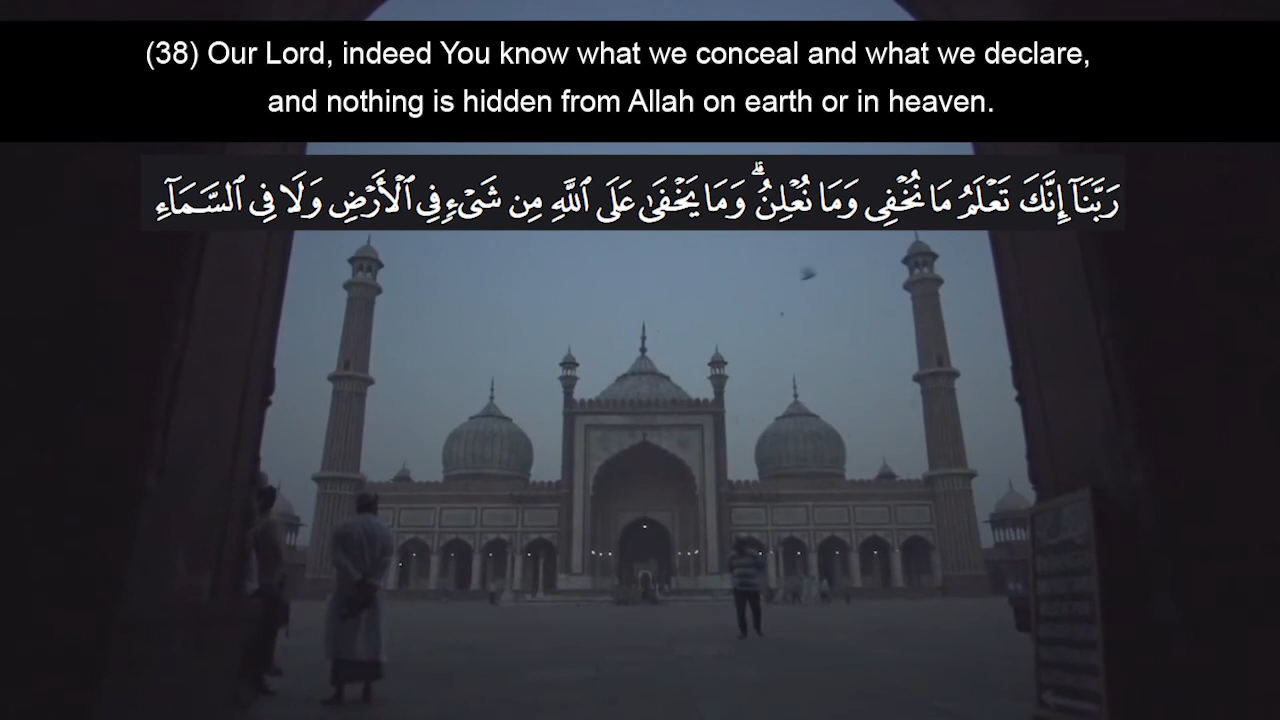 (38) Our Lord, indeed You know what we conceal and what we declare,
and nothing is hidden from Allah on earth or in heaven.
رَبَّنَآ إِنَّكَ تَعْلَمُ مَا نُخْفِى وَمَا نُعْلِنُ ۗ وَمَا يَخْفَىٰ عَلَى ٱللَّهِ مِن شَىْءٍ فِى ٱلْأَرْضِ وَلَا فِى ٱلسَّمَآءِ